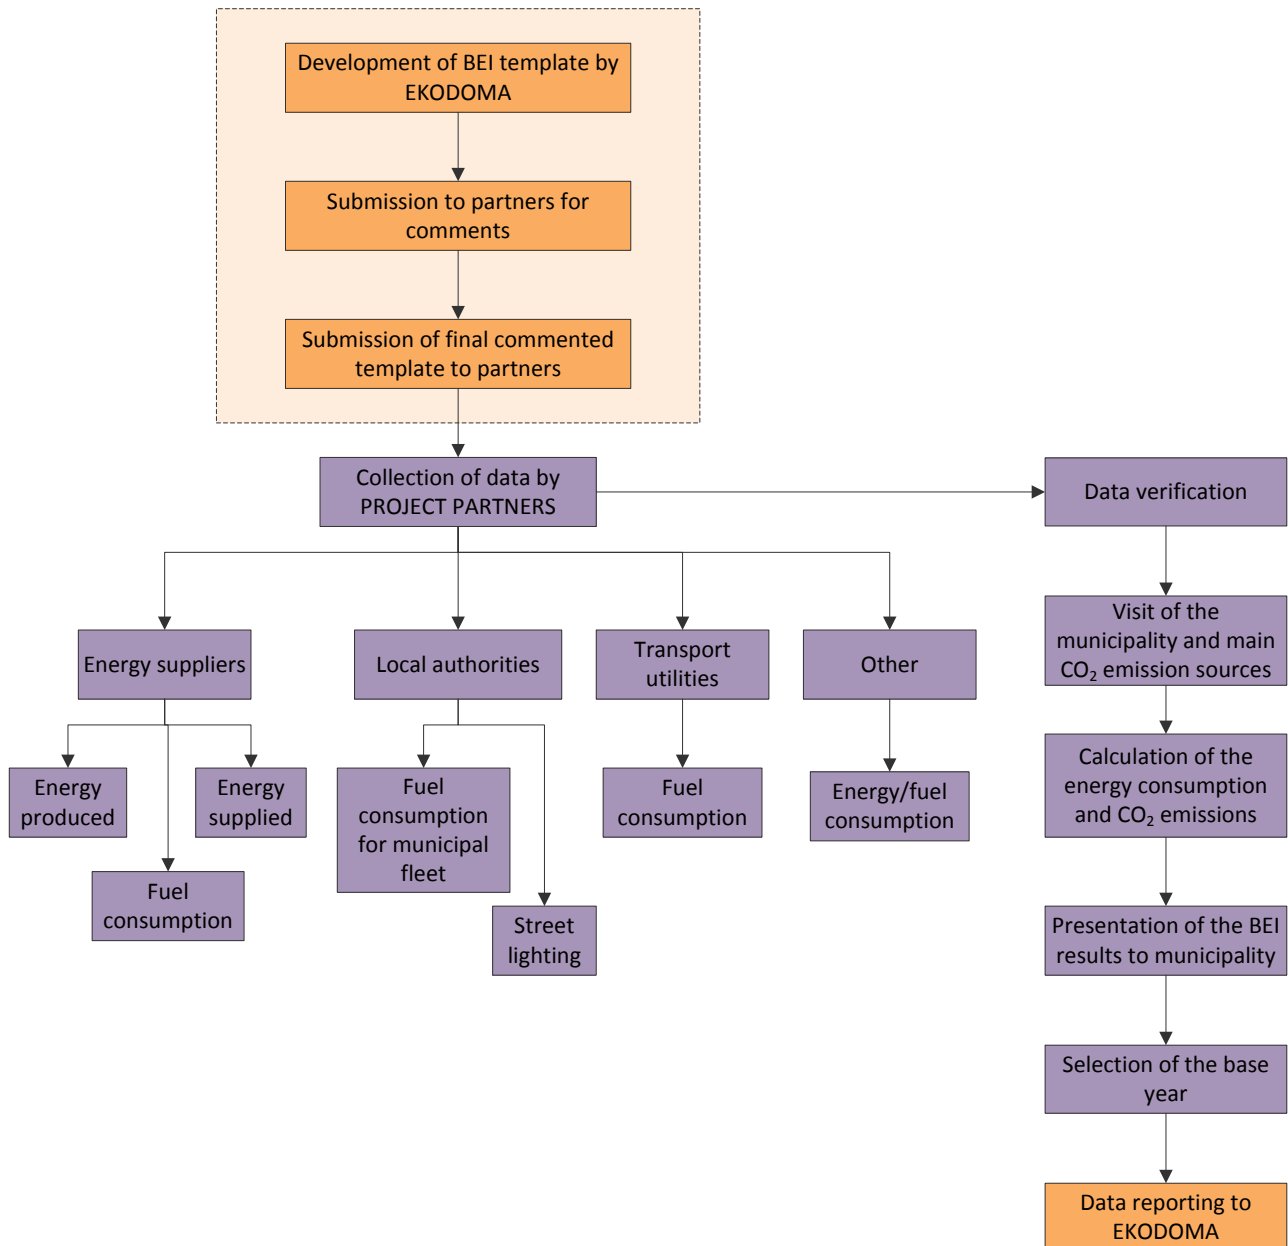 Development of BEI template by
EKODOMA
Submission to partners for
comments
Submission of final commented
template to partners
Collection of data by
PROJECT PARTNERS
Data verification
Energy suppliers
Local authorities
Transport
utilities
Other
Visit of the
municipality and main
CO₂ emission sources
Energy
produced
Fuel
consumption
Energy
supplied
Fuel
consumption
for municipal
fleet
Street
lighting
Fuel
consumption
Energy/fuel
consumption
Calculation of the
energy consumption
and CO₂ emissions
Presentation of the BEI
results to municipality
Selection of the base
year
Data reporting to
EKODOMA